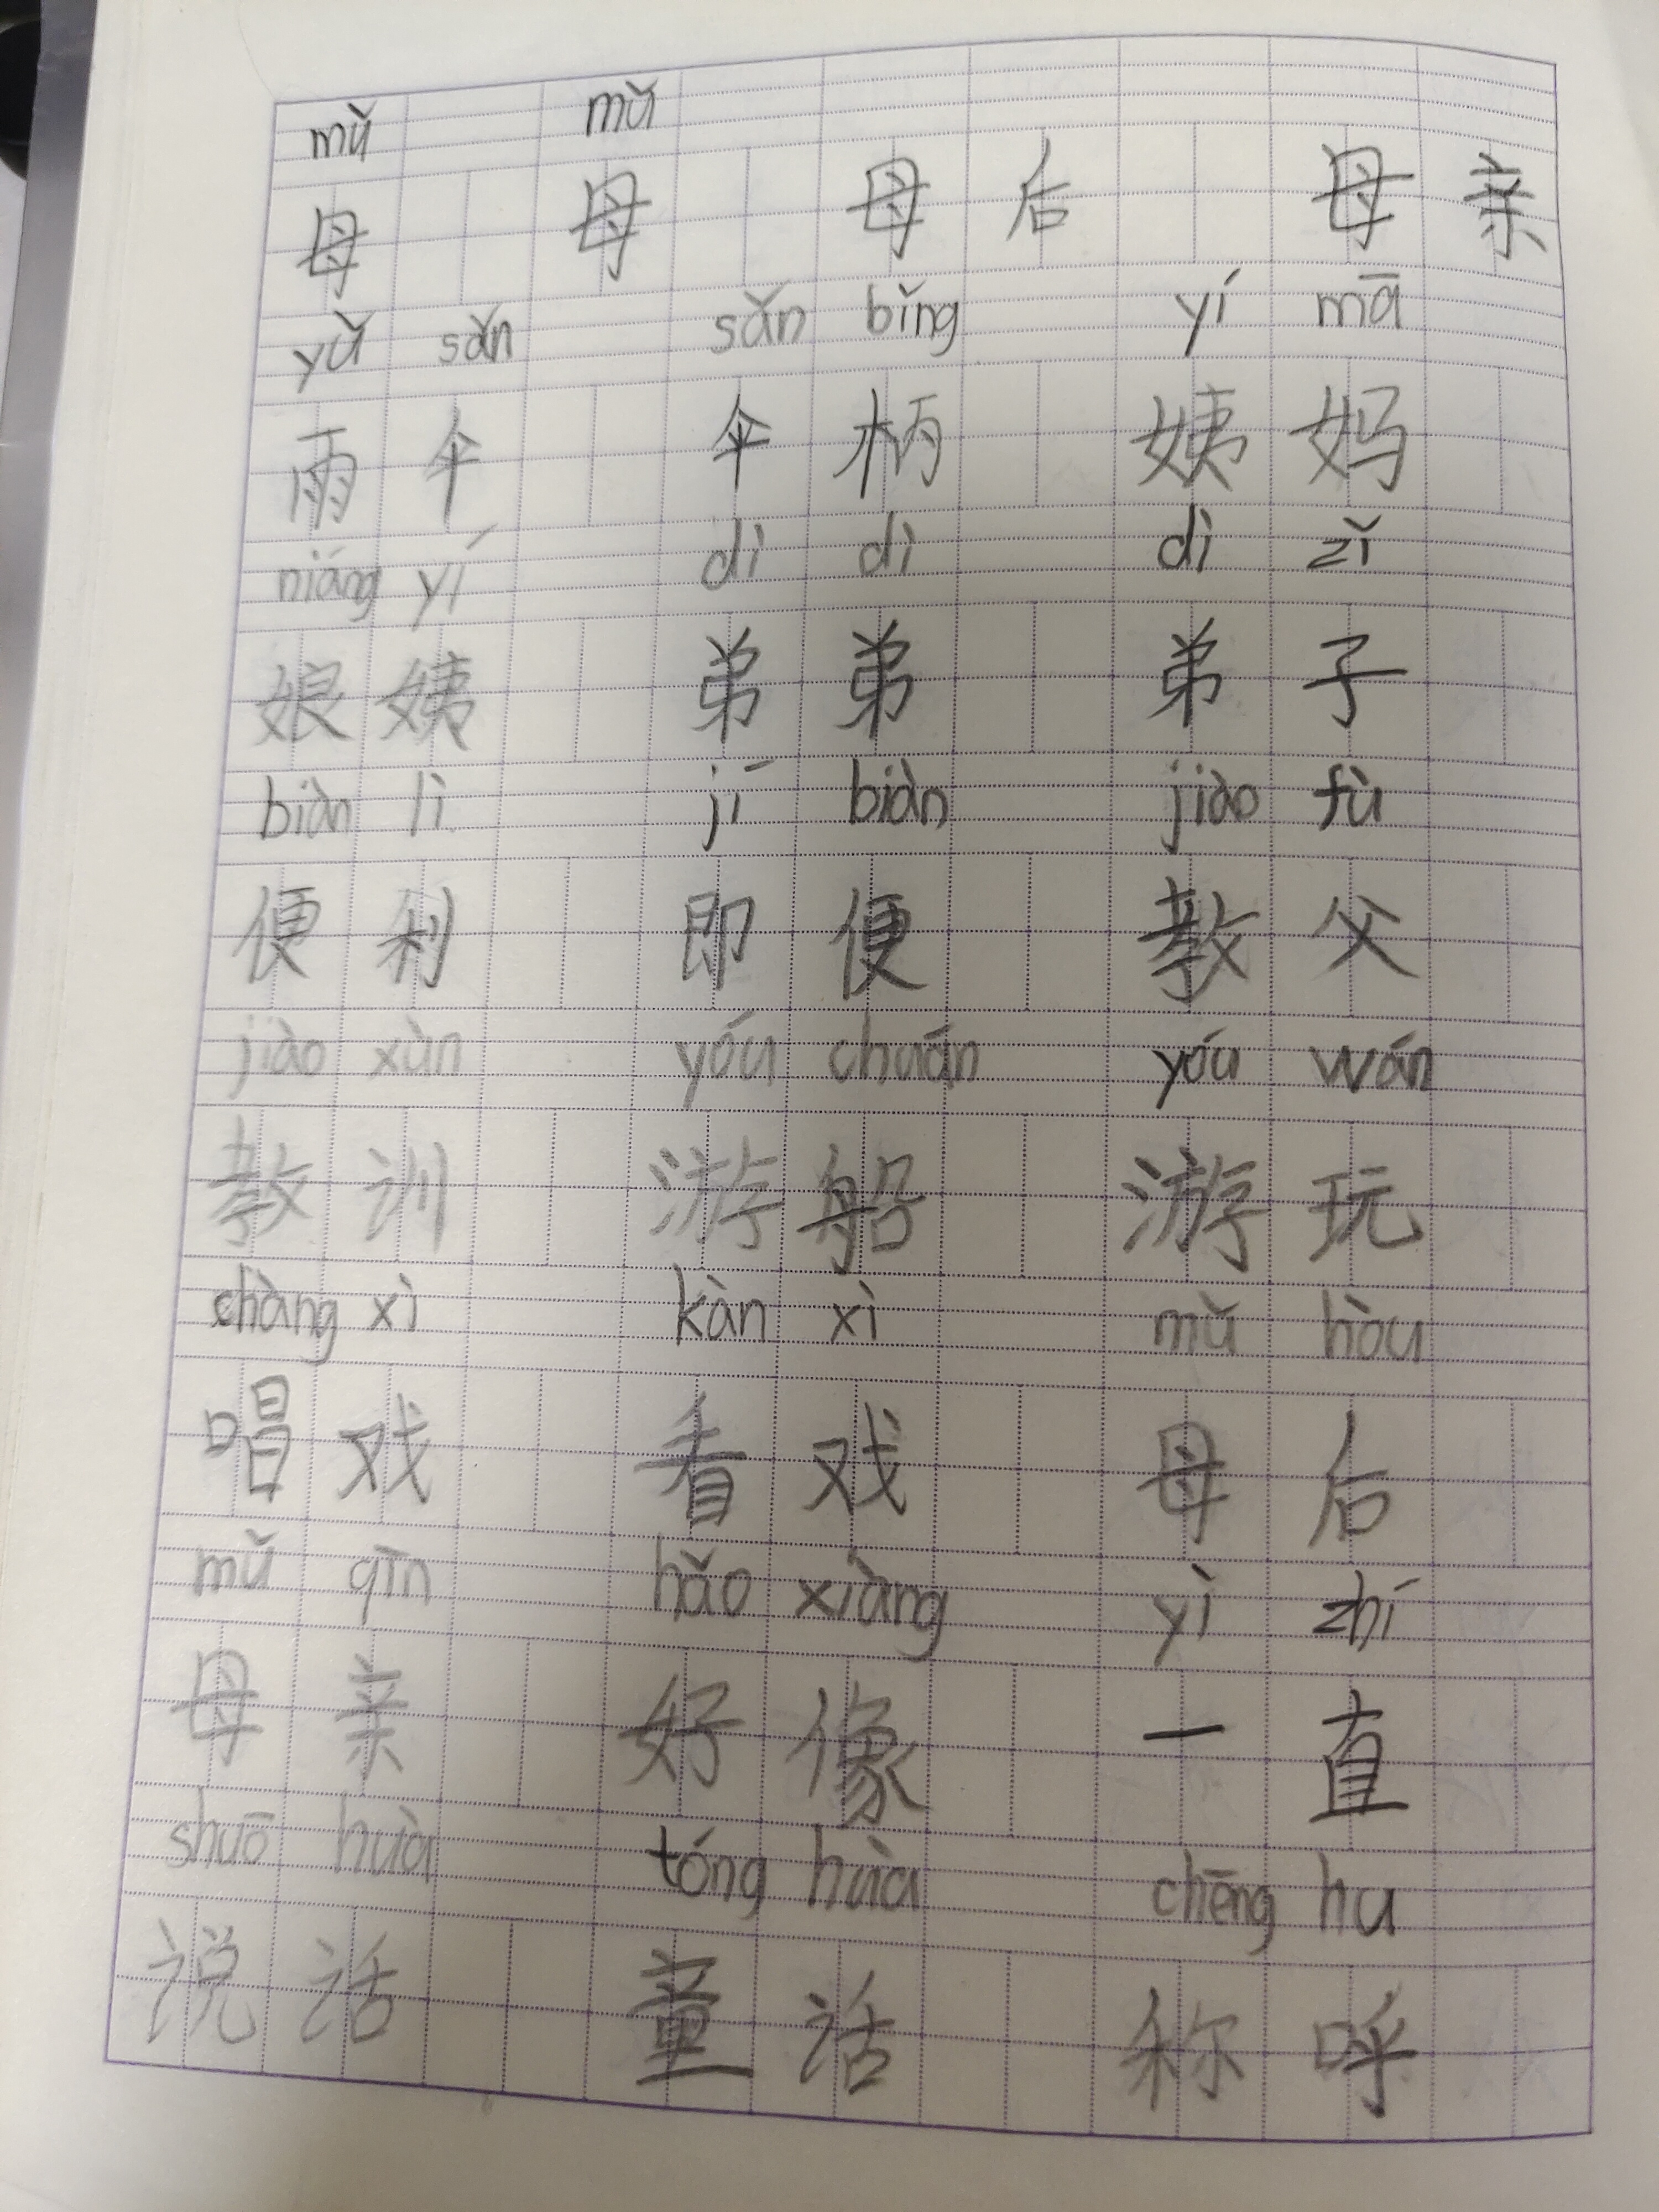 mǔ mǔ
母 母 母后 母亲
yǔ sǎn sǎn bǐng yí mā
雨伞 伞柄 姨妈
niáng yí dì dì dì zǐ
娘姨 弟弟 弟子
biàn lì jí biàn jiào fù
便利 即便 教父
jiào xùn yóu chuán yóu wán
教训 游船 游玩
chàng xì kàn xì mǔ hòu
唱戏 看戏 母后
mǔ qīn hǎo xiàng yì zhí
母亲 好像 一直
shuō huà tóng huà chēng hu
说话 童话 称呼